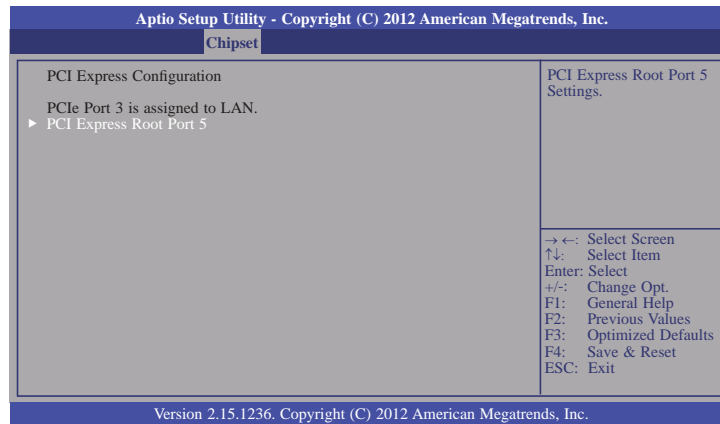 Aptio Setup Utility - Copyright (C) 2012 American Megatrends, Inc.
Chipset
PCI Express Configuration
PCIe Port 3 is assigned to LAN.
► PCI Express Root Port 5
PCI Express Root Port 5
Settings.
→←: Select Screen
↑↓: Select Item
Enter: Select
+/-: Change Opt.
F1: General Help
F2: Previous Values
F3: Optimized Defaults
F4: Save & Reset
ESC: Exit
Version 2.15.1236. Copyright (C) 2012 American Megatrends, Inc.